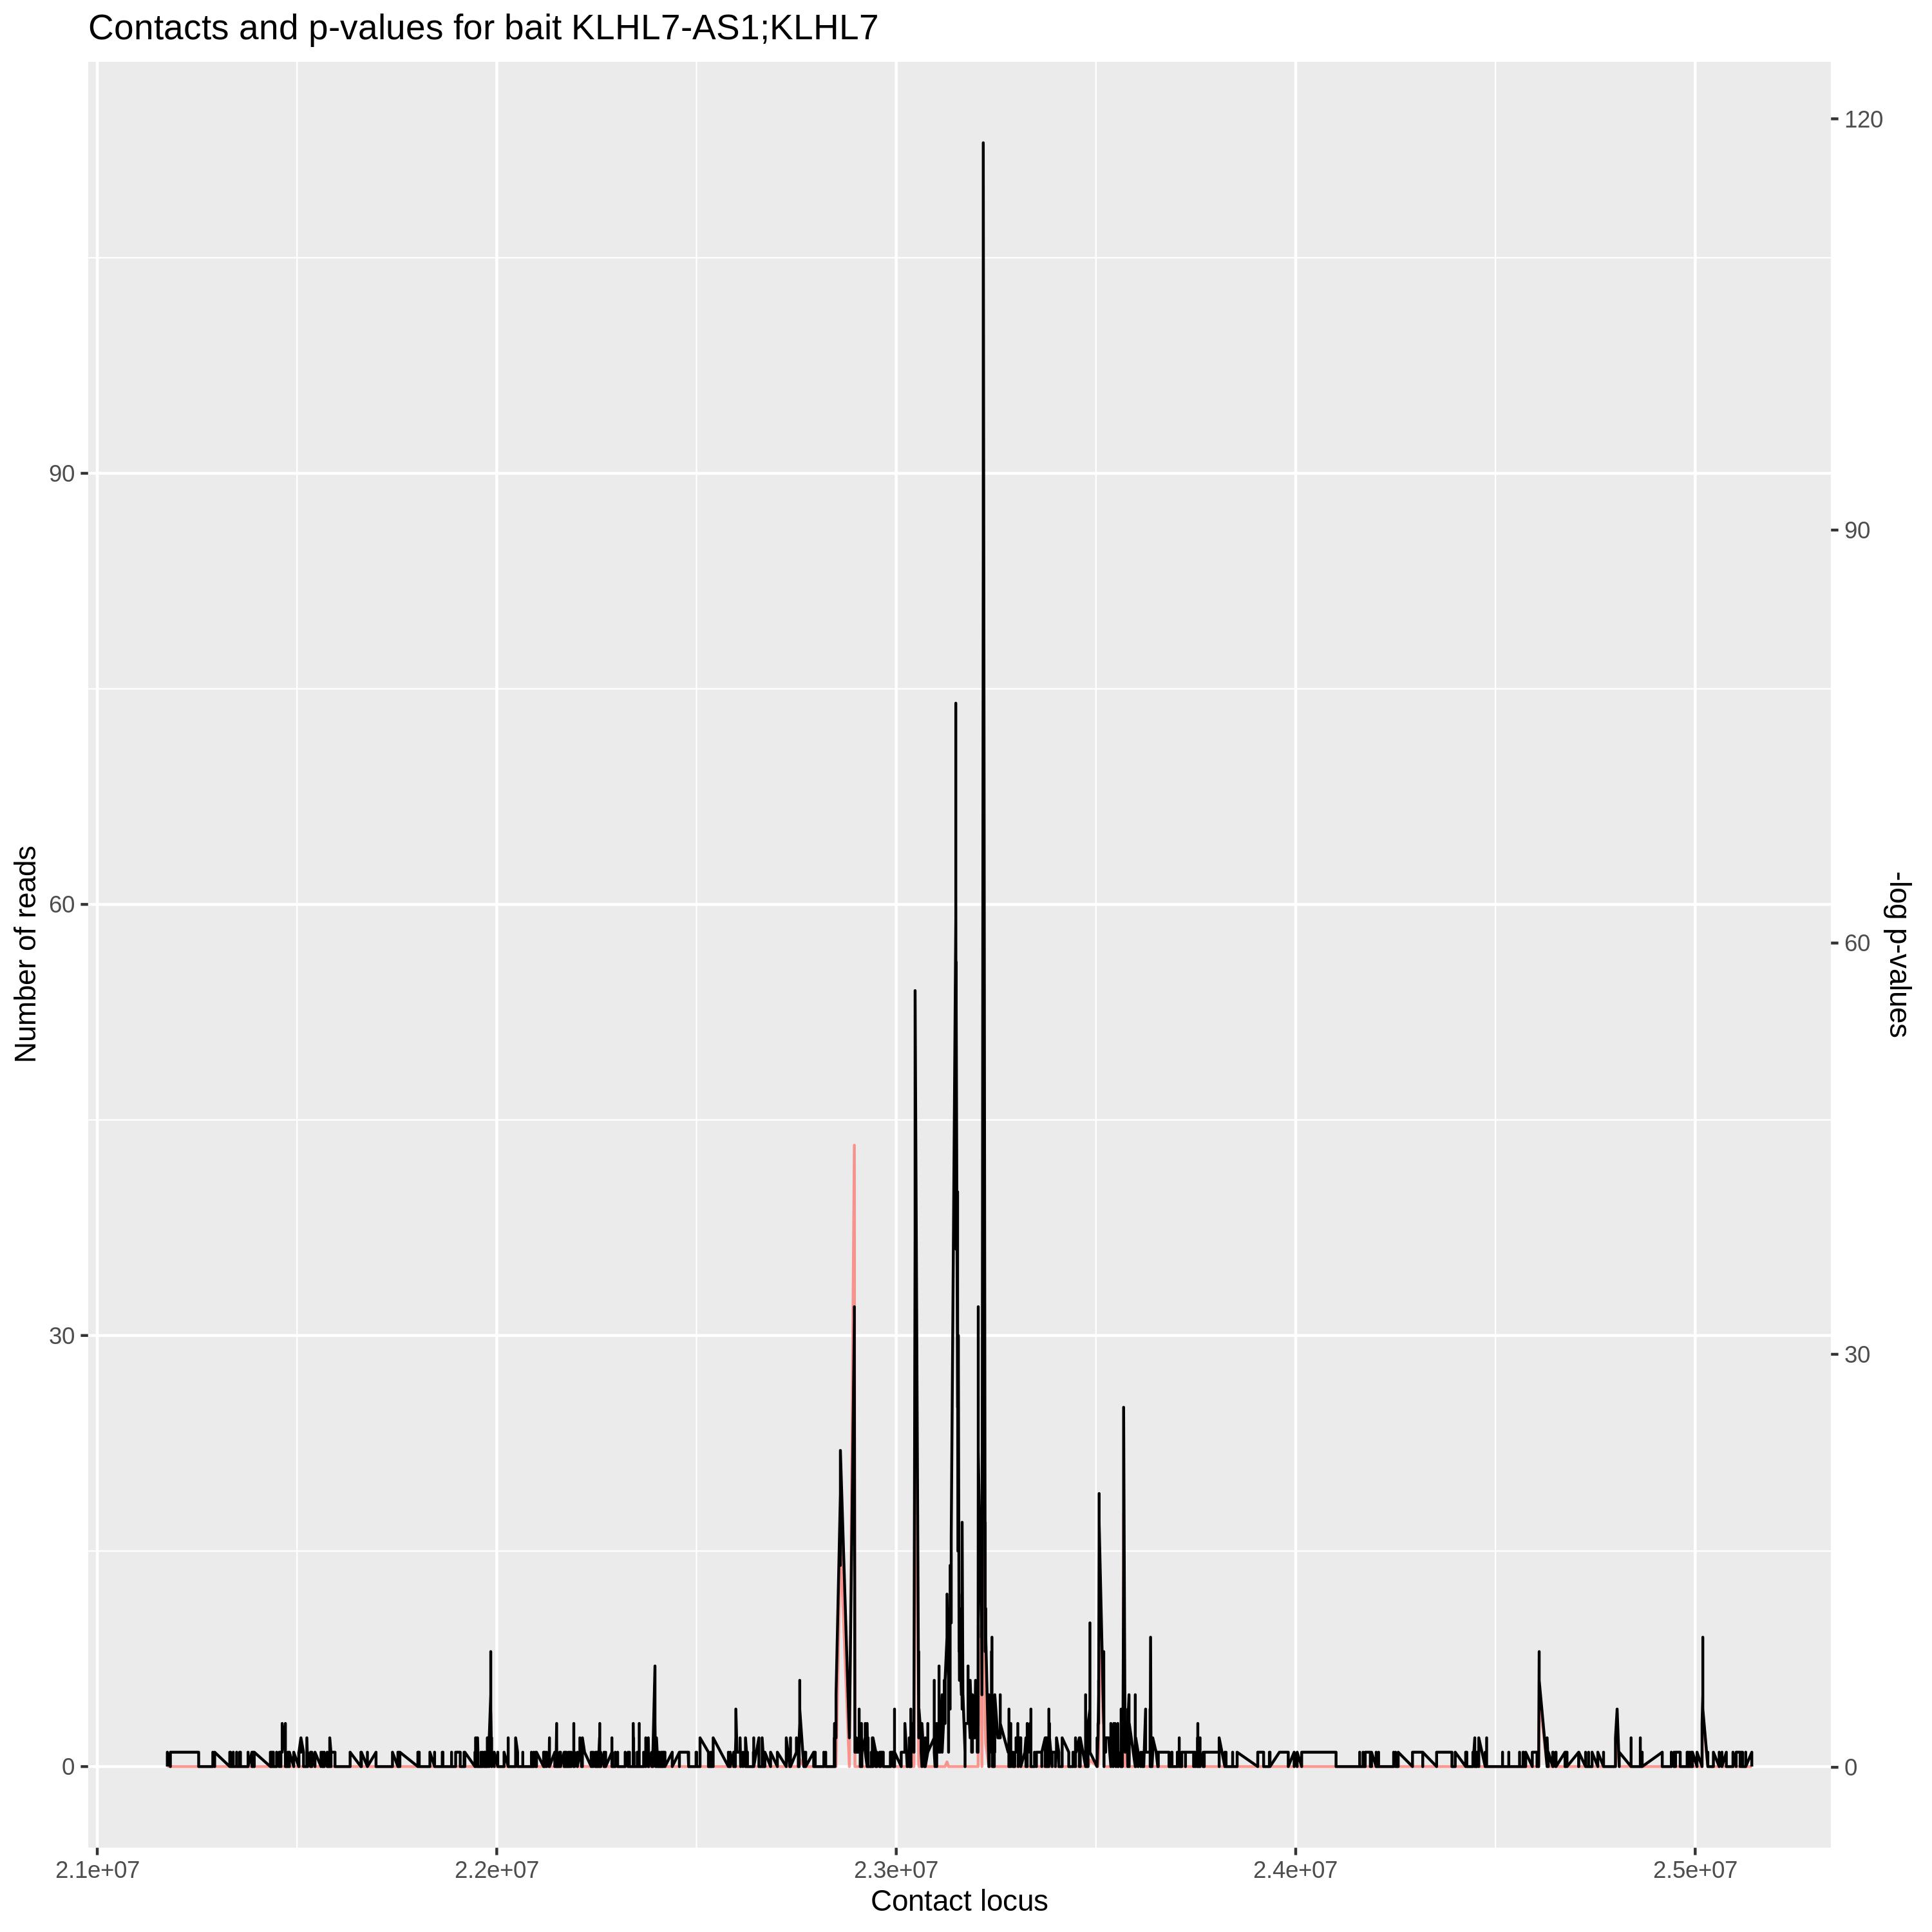 Contacts and p-values for bait KLHL7-AS1;KLHL7
120
90
90
Number of reads
60
-log p-values
60
30
30
0
0
2.1e+07 2.2e+07 2.3e+07 2.4e+07 2.5e+07
Contact locus